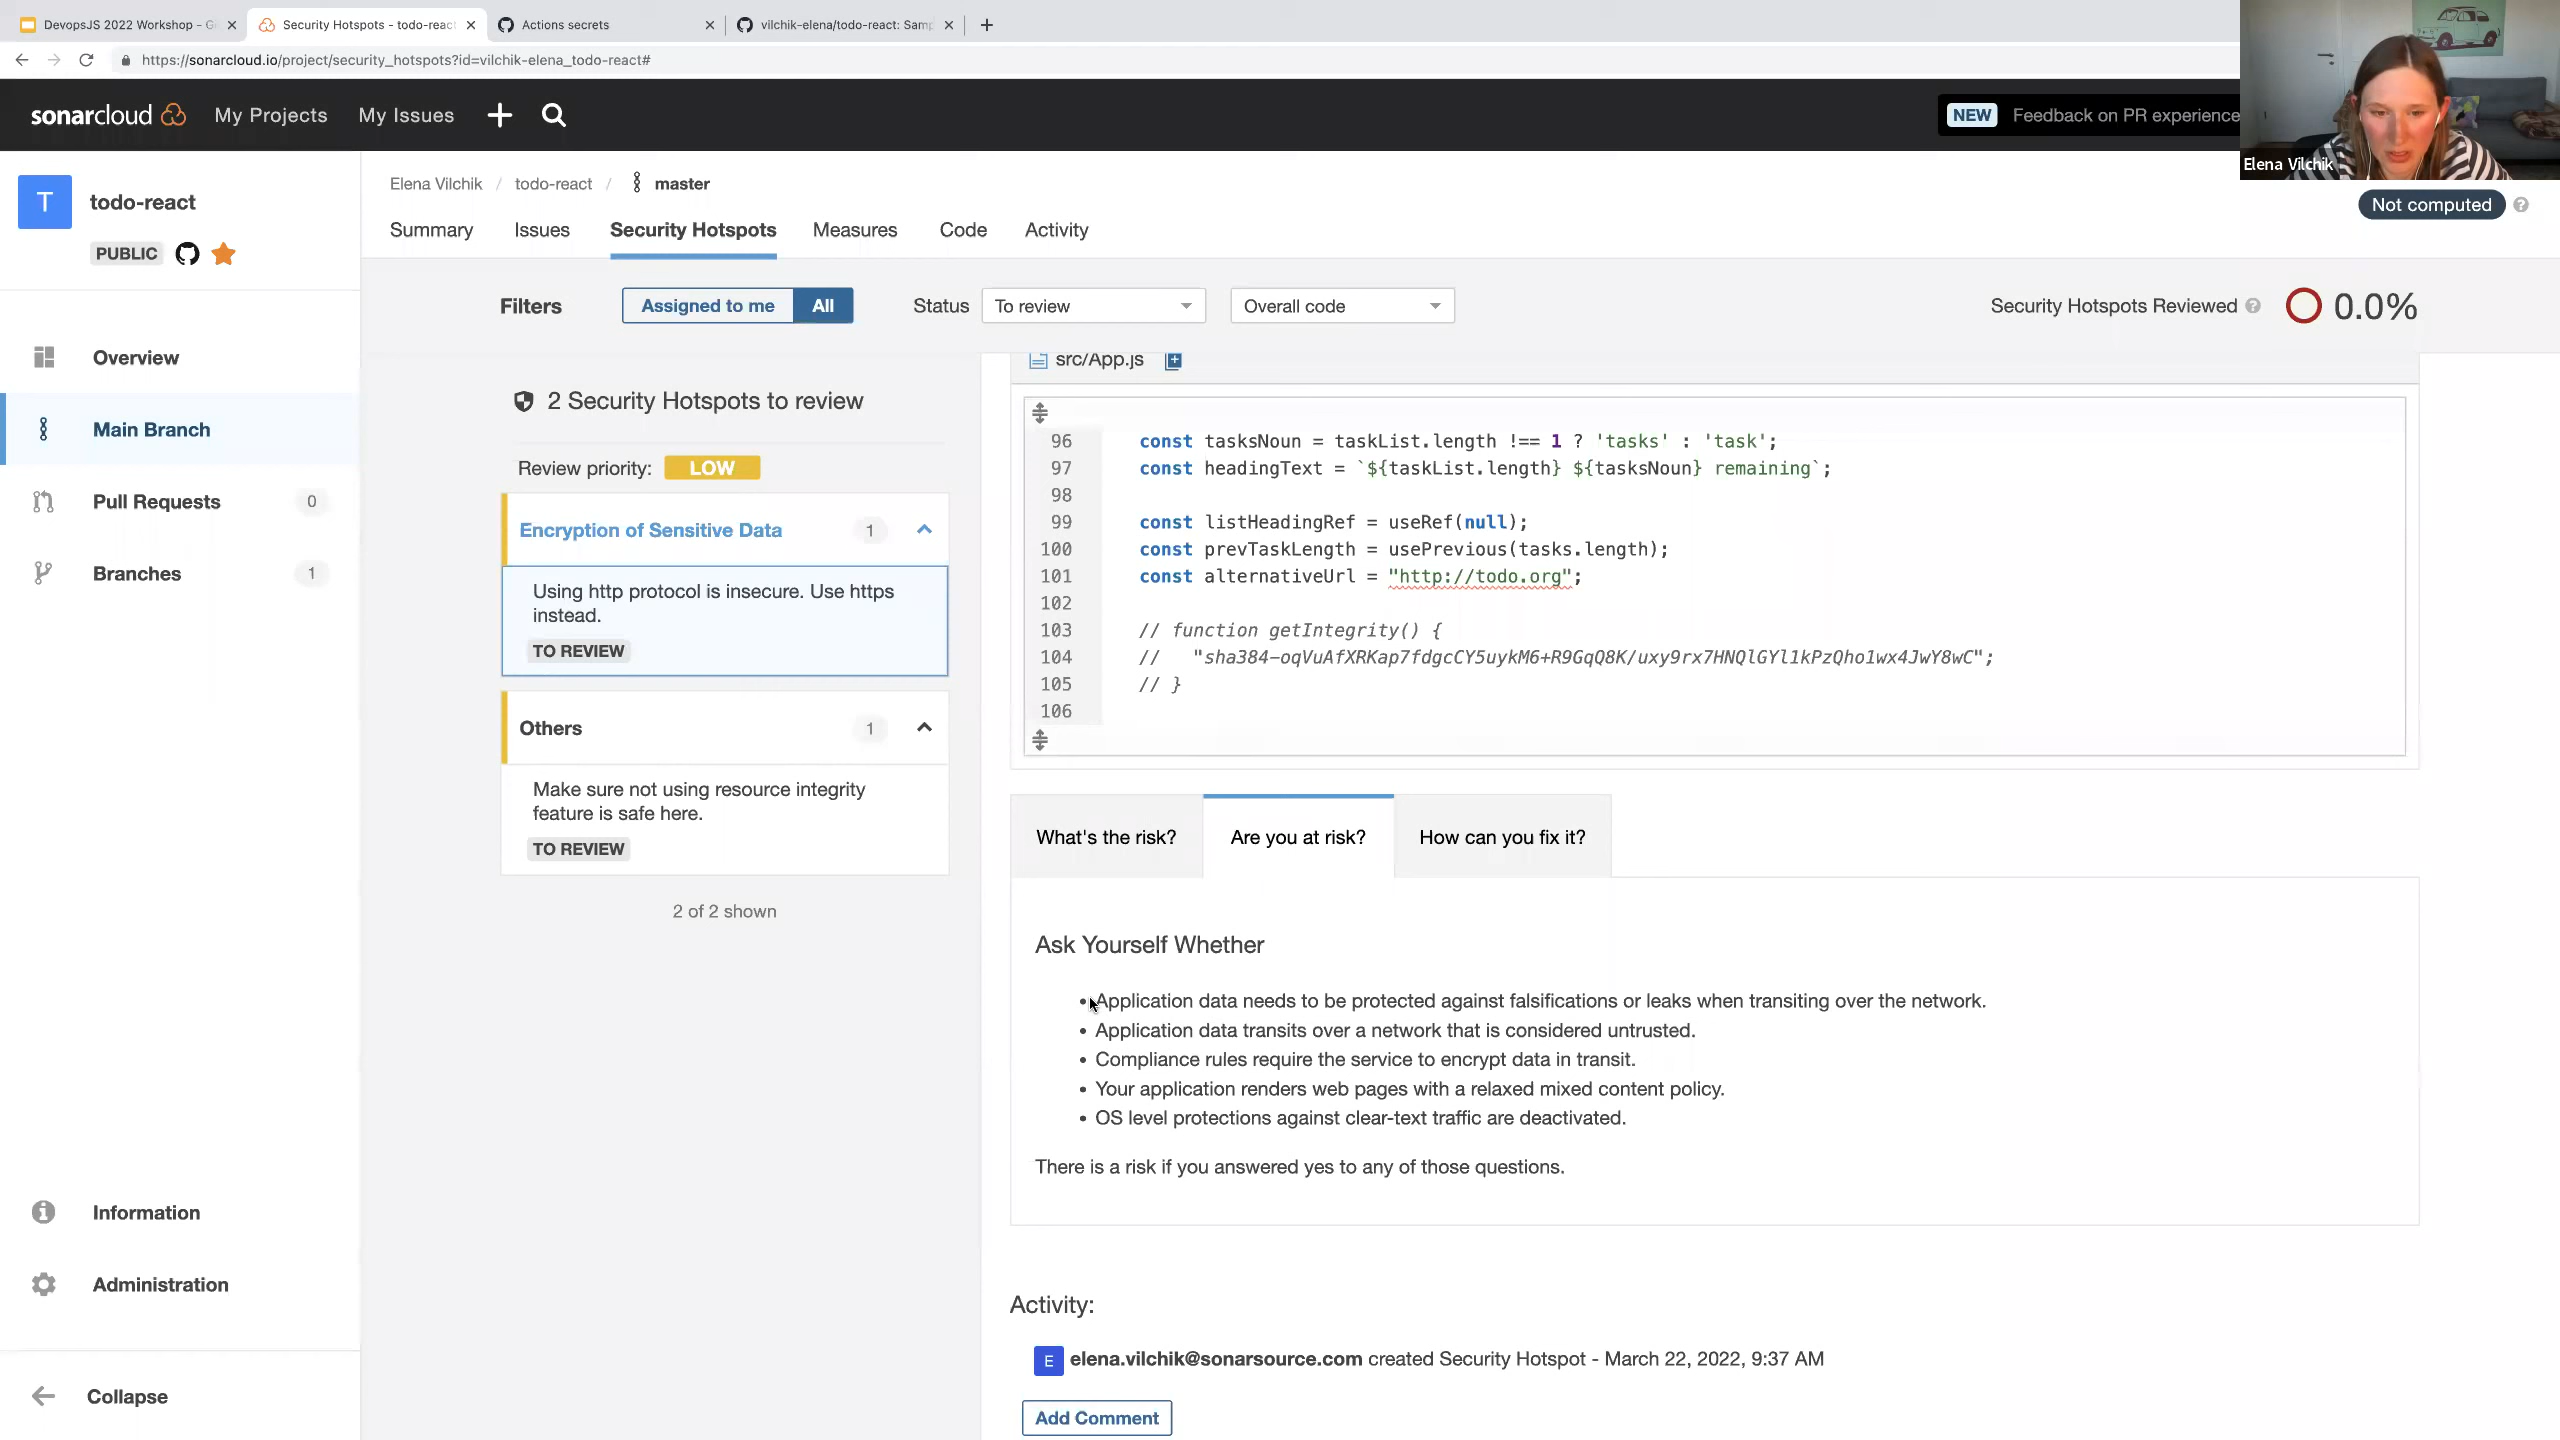 DevopsJS 2022 Workshop - G
Security Hotspots - todo-react
Actions secrets
vilchik-elena/todo-react: Samp
https://sonarcloud.io/project/security_hotspots?id=vilchik-elena_todo-react#
sonarcloud
My Projects
My Issues
NEW
Feedback on PR experience
Elena Vilchik
T
todo-react
PUBLIC
Elena Vilchik / todo-react / master
Not computed
Summary
Issues
Security Hotspots
Measures
Code
Activity
Filters
Assigned to me
All
Status
To review
Overall code
Security Hotspots Reviewed
0.0%
Overview
Main Branch
Pull Requests
0
Branches
1
Information
Administration
Collapse
2 Security Hotspots to review
Review priority:
LOW
Encryption of Sensitive Data
1
Using http protocol is insecure. Use https
instead.
TO REVIEW
Others
1
Make sure not using resource integrity
feature is safe here.
TO REVIEW
2 of 2 shown
src/App.js
96 const tasksNoun = taskList.length !== 1 ? 'tasks' : 'task';
97 const headingText = `${taskList.length} ${tasksNoun} remaining`;
98
99 const listHeadingRef = useRef(null);
100 const prevTaskLength = usePrevious(tasks.length);
101 const alternativeUrl = "http://todo.org";
102
103 // function getIntegrity() {
104 // "sha384-oqVuAfXRKap7fdgcCY5uykM6+R9GqQ8K/uxy9rx7HNQlGYl1kPzQho1wx4JwY8wC";
105 // }
106
What's the risk?
Are you at risk?
How can you fix it?
Ask Yourself Whether
• Application data needs to be protected against falsifications or leaks when transiting over the network.
• Application data transits over a network that is considered untrusted.
• Compliance rules require the service to encrypt data in transit.
• Your application renders web pages with a relaxed mixed content policy.
• OS level protections against clear-text traffic are deactivated.
There is a risk if you answered yes to any of those questions.
Activity:
E
elena.vilchik@sonarsource.com created Security Hotspot - March 22, 2022, 9:37 AM
Add Comment